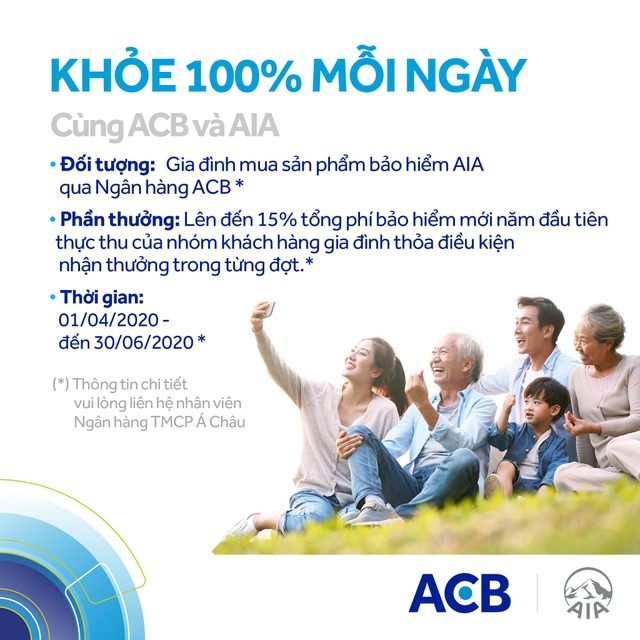 KHỎE 100% MỖI NGÀY
Cùng ACB và AIA
• Đối tượng: Gia đình mua sản phẩm bảo hiểm AIA
qua Ngân hàng ACB *
• Phần thưởng: Lên đến 15% tổng phí bảo hiểm mới năm đầu tiên
thực thu của nhóm khách hàng gia đình thỏa điều kiện
nhận thưởng trong từng đợt.*
• Thời gian:
01/04/2020 -
đến 30/06/2020 *
(*) Thông tin chi tiết
vui lòng liên hệ nhân viên
Ngân hàng TMCP Á Châu
ACB
AIA